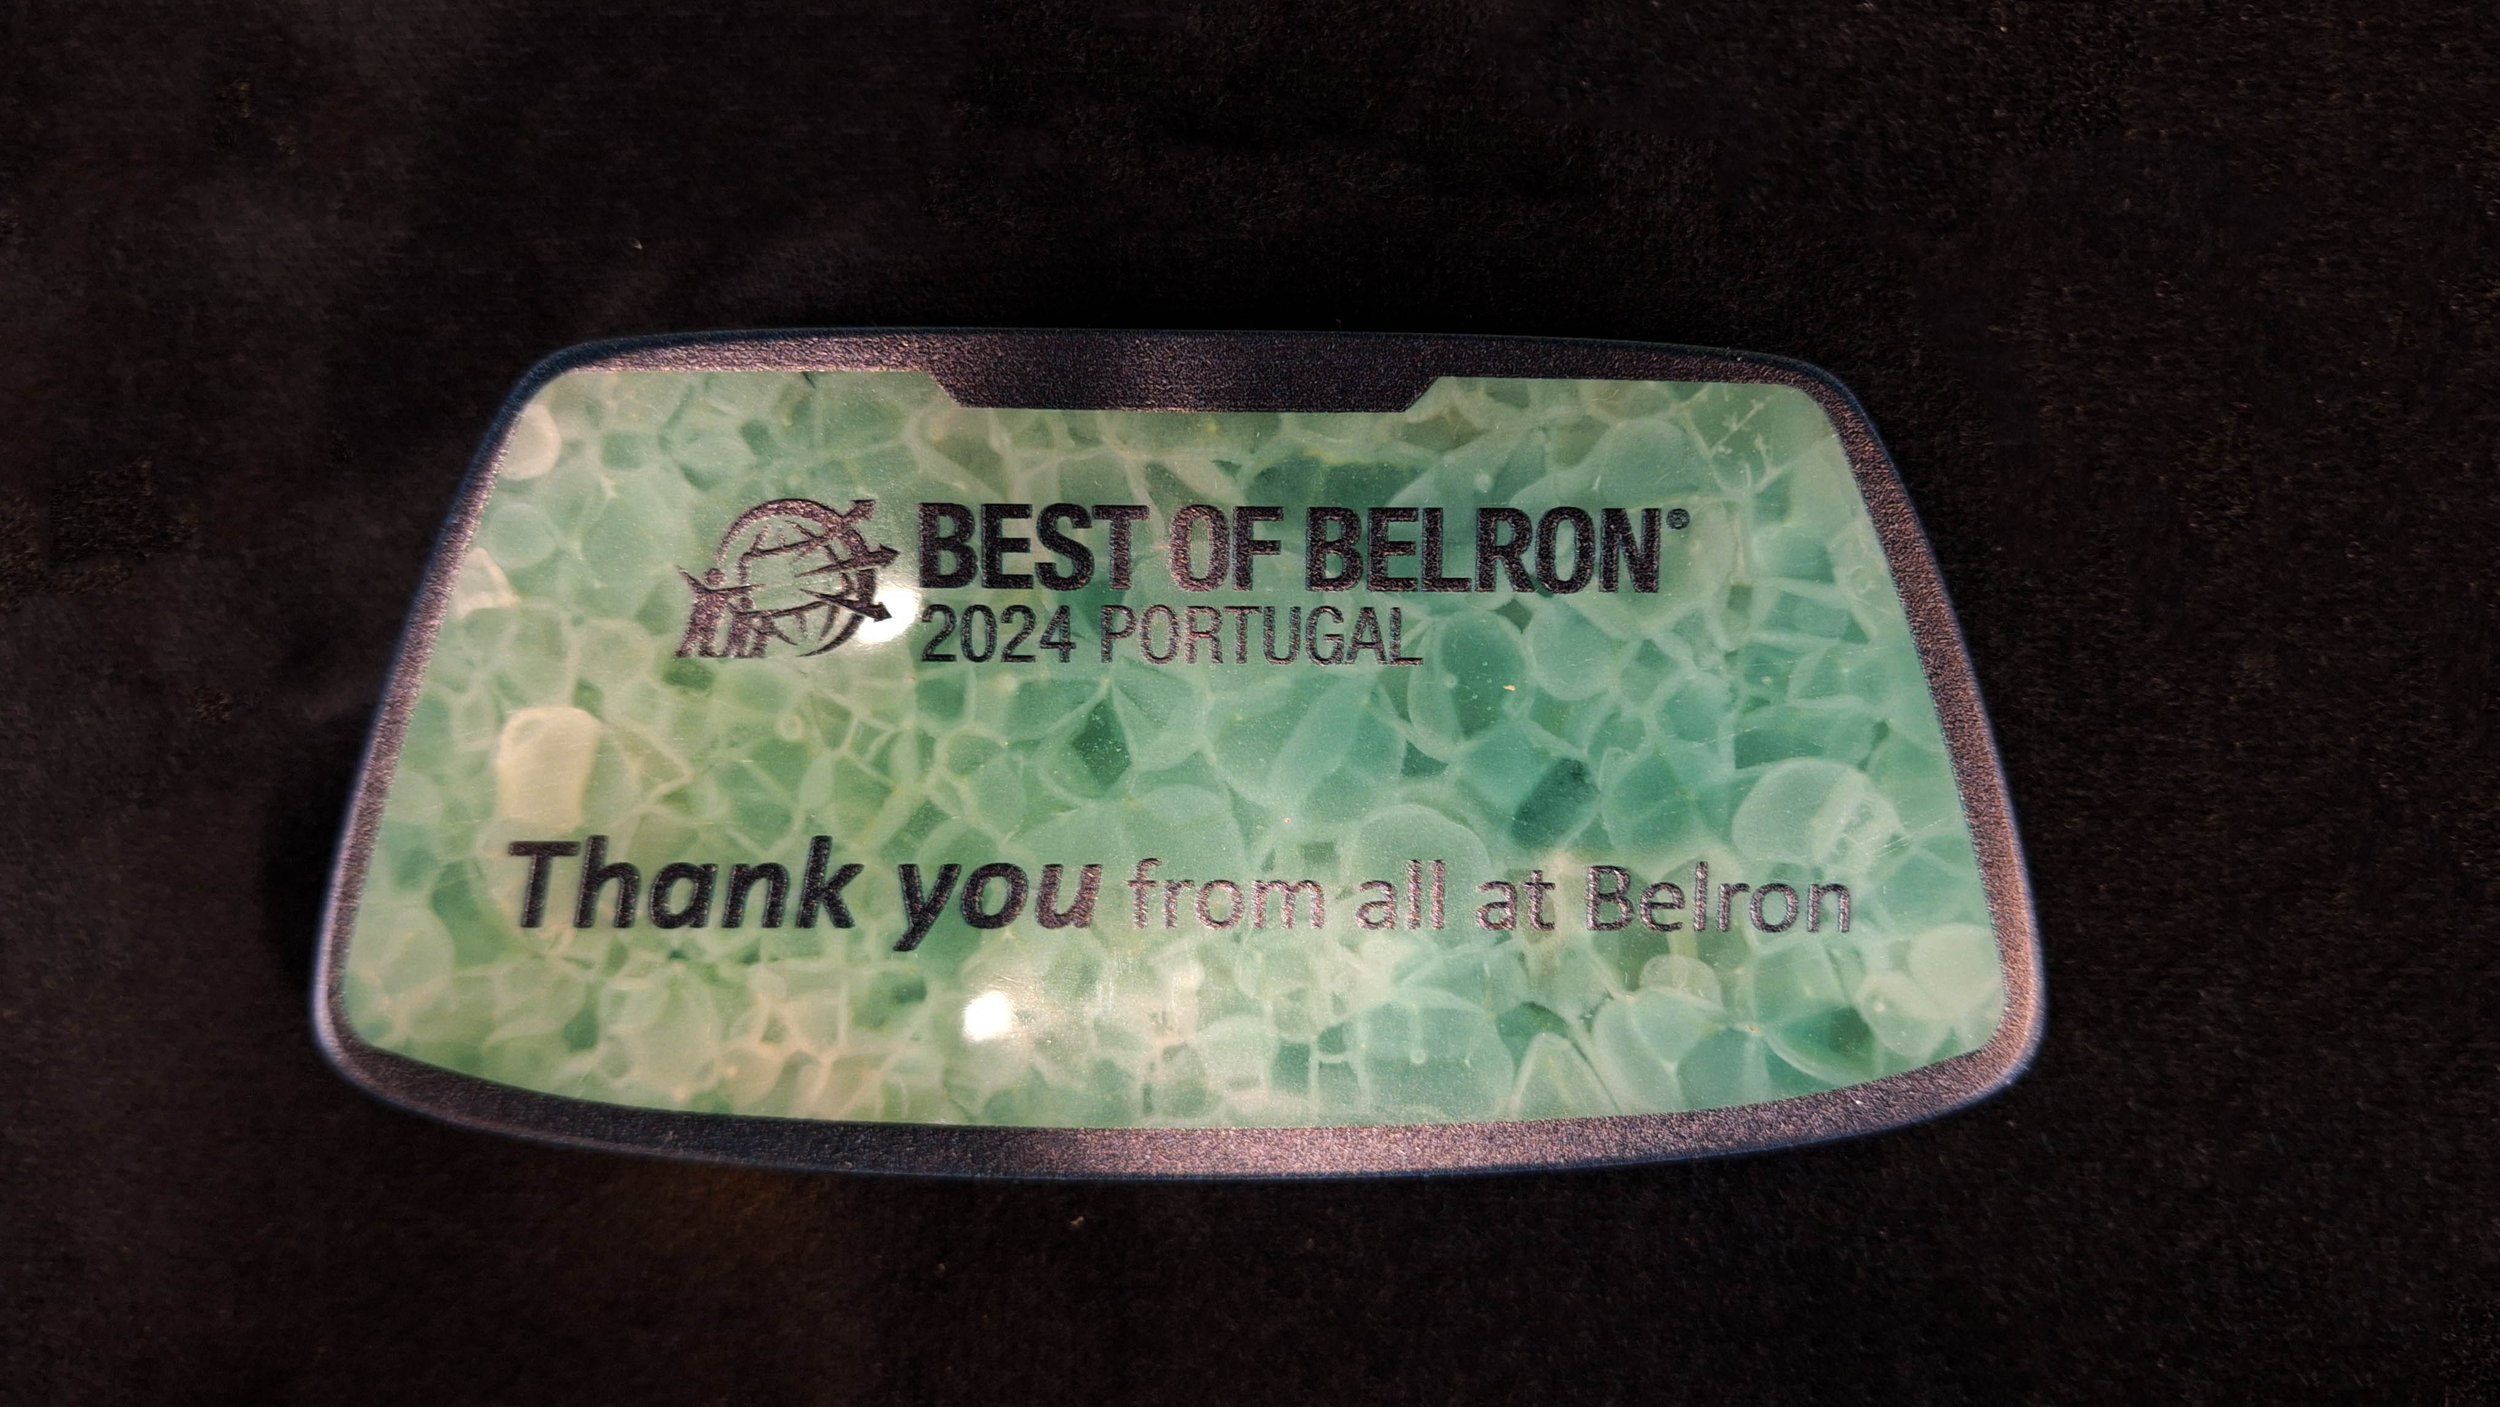 BEST OF BELRON®
2024 PORTUGAL
Thank you from all at Belron